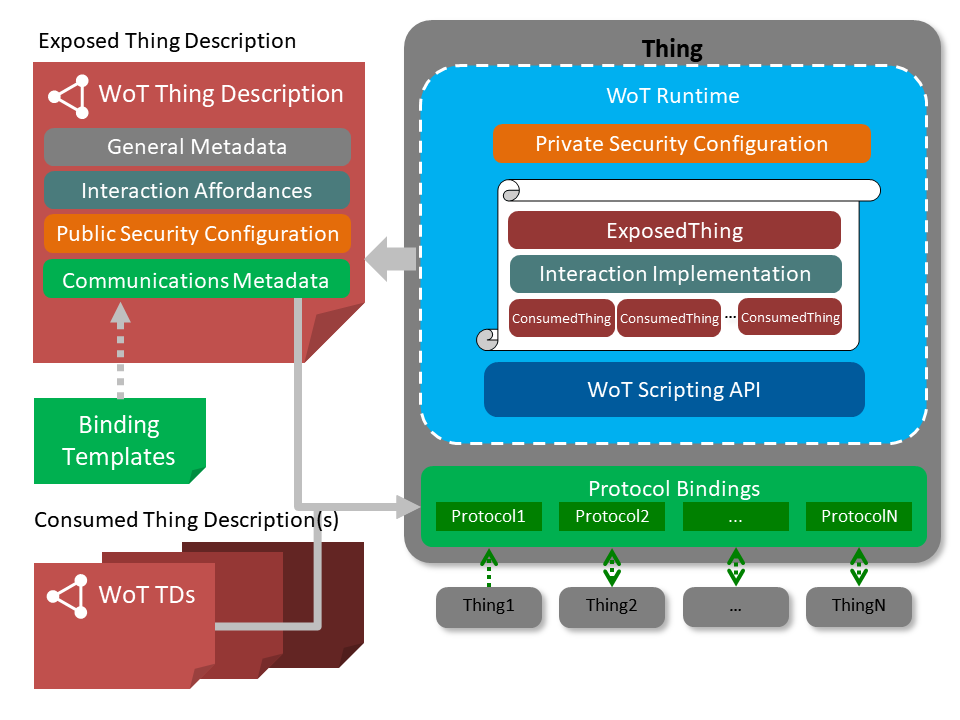 Exposed Thing Description
WoT Thing Description
General Metadata
Interaction Affordances
Public Security Configuration
Communications Metadata
Binding
Templates
Consumed Thing Description(s)
WoT TDs
Thing
WoT Runtime
Private Security Configuration
ExposedThing
Interaction Implementation
ConsumedThing ConsumedThing ... ConsumedThing
WoT Scripting API
Protocol Bindings
Protocol1 Protocol2 ... ProtocolN
Thing1 Thing2 ... ThingN